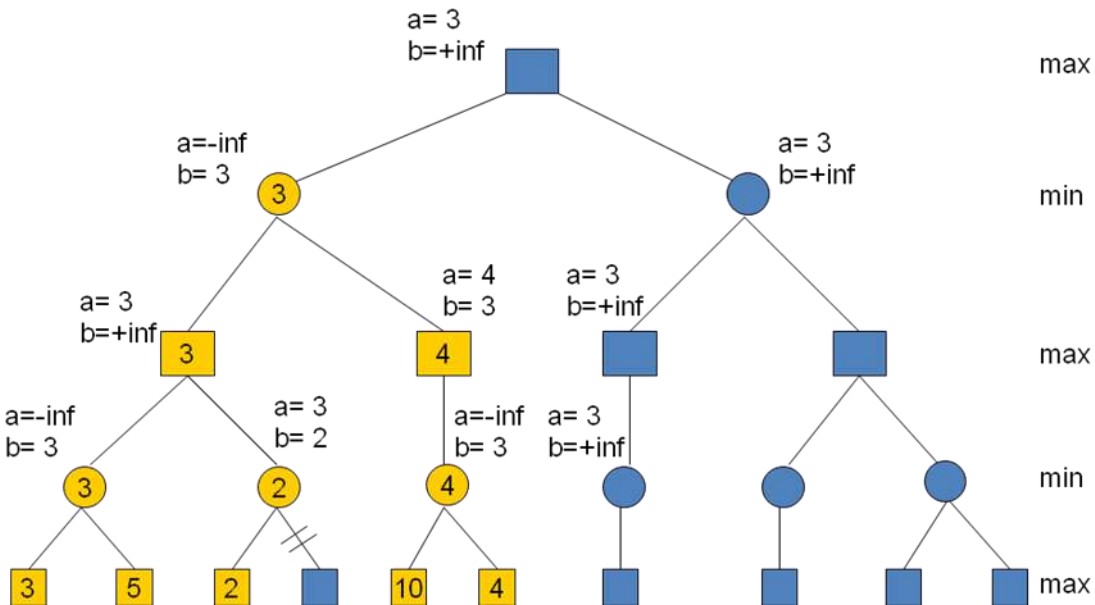 a= 3
b=+inf
max
a=-inf
b= 3
3
a= 3
b=+inf
min
a= 3
b=+inf
3
a= 4
b= 3
4
a= 3
b=+inf
max
a=-inf
b= 3
3
a= 3
b= 2
2
a=-inf
b= 3
4
a= 3
b=+inf
min
3
5
2
10
4
max